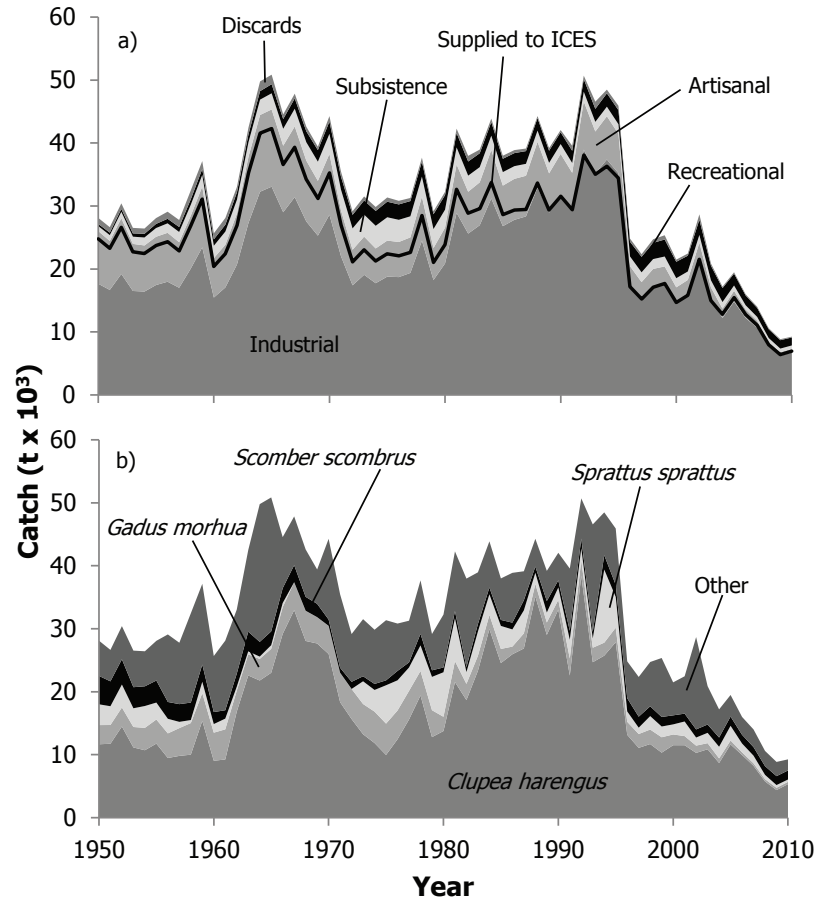 60
a)
Discards
Supplied to ICES
50
Subsistence
Artisanal
40
Recreational
30
20
Industrial
10
0
Catch (t x 10³)
60
b)
Scomber scombrus
Sprattus sprattus
50
Gadus morhua
40
Other
30
20
10
Clupea harengus
0
1950 1960 1970 1980 1990 2000 2010
Year